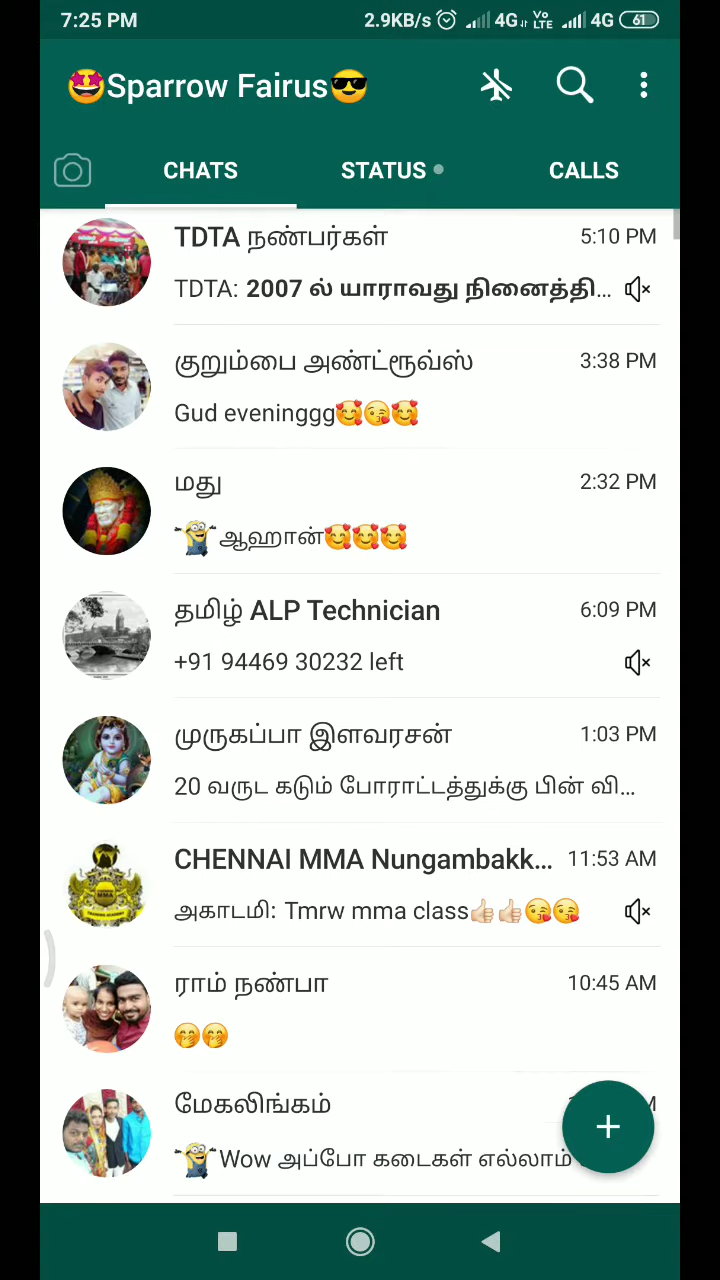 7:25 PM 2.9KB/s 4G Vo LTE 4G 61
🤩Sparrow Fairus😎
CHATS STATUS CALLS
TDTA நண்பர்கள் 5:10 PM
TDTA: 2007 ல் யாராவது நினைத்தி...
குறும்பை அண்ட்ரூவ்ஸ் 3:38 PM
Gud eveninggg🥰😘🥰
மது 2:32 PM
ஆஹான்🥰🥰🥰
தமிழ் ALP Technician 6:09 PM
+91 94469 30232 left
முருகப்பா இளவரசன் 1:03 PM
20 வருட கடும் போராட்டத்துக்கு பின் வி...
CHENNAI MMA Nungambakk... 11:53 AM
அகாடமி: Tmrw mma class👍🏻👍🏻😘😘
ராம் நண்பா 10:45 AM
🤭🤭
மேகலிங்கம்
Wow அப்போ கடைகள் எல்லாம்